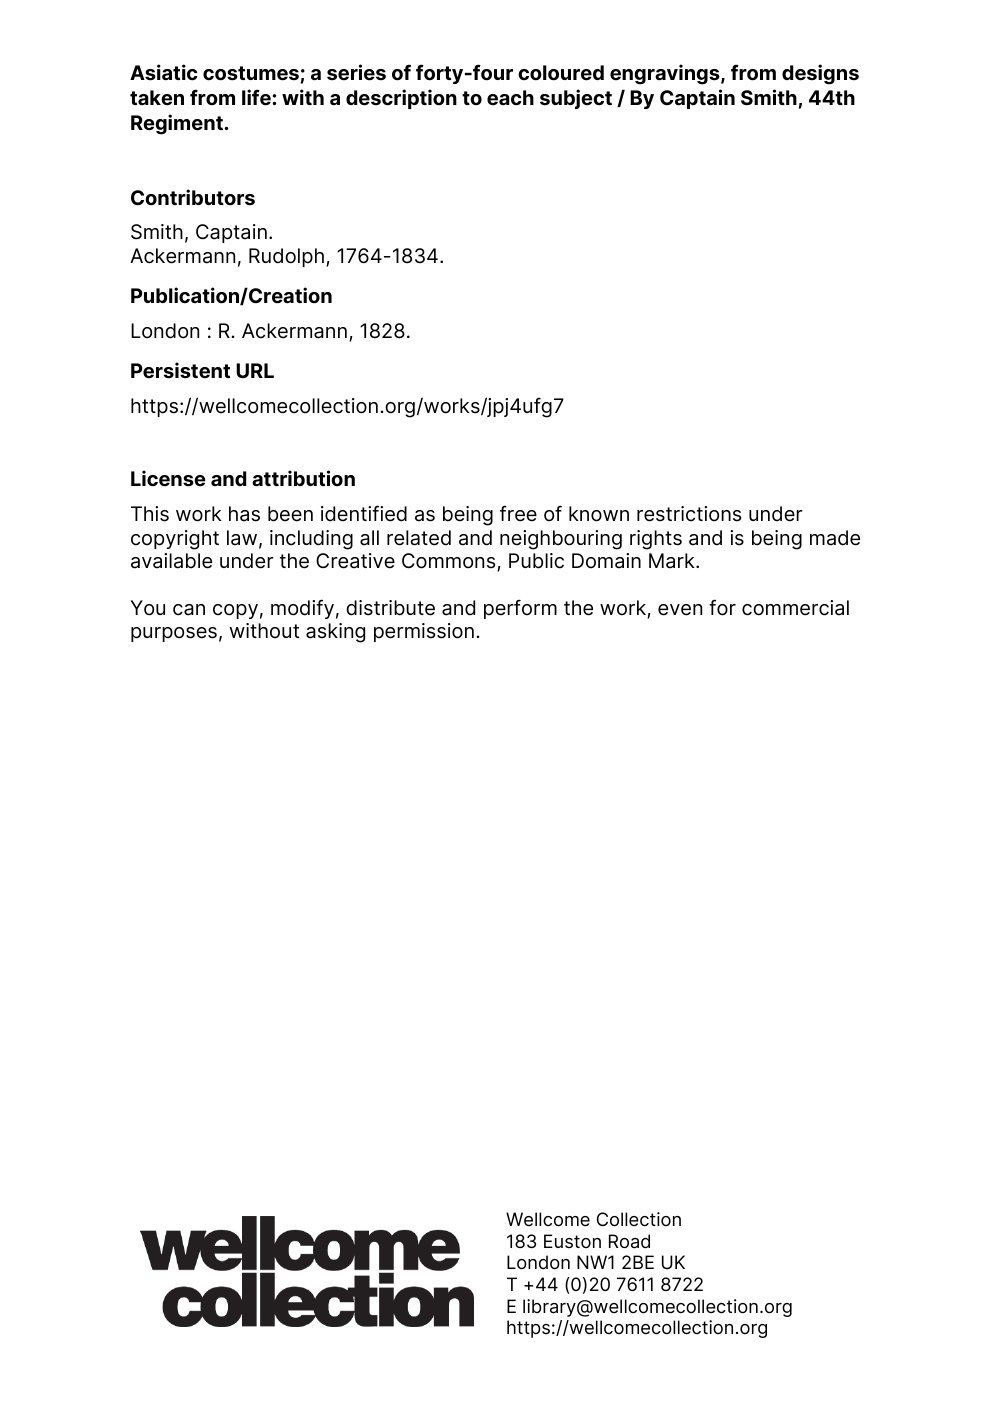 Asiatic costumes; a series of forty-four coloured engravings, from designs
taken from life: with a description to each subject / By Captain Smith, 44th
Regiment.
Contributors
Smith, Captain.
Ackermann, Rudolph, 1764-1834.
Publication/Creation
London : R. Ackermann, 1828.
Persistent URL
https://wellcomecollection.org/works/jpj4ufg7
License and attribution
This work has been identified as being free of known restrictions under
copyright law, including all related and neighbouring rights and is being made
available under the Creative Commons, Public Domain Mark.
You can copy, modify, distribute and perform the work, even for commercial
purposes, without asking permission.
wellcome
collection
Wellcome Collection
183 Euston Road
London NW1 2BE UK
T +44 (0)20 7611 8722
E library@wellcomecollection.org
https://wellcomecollection.org